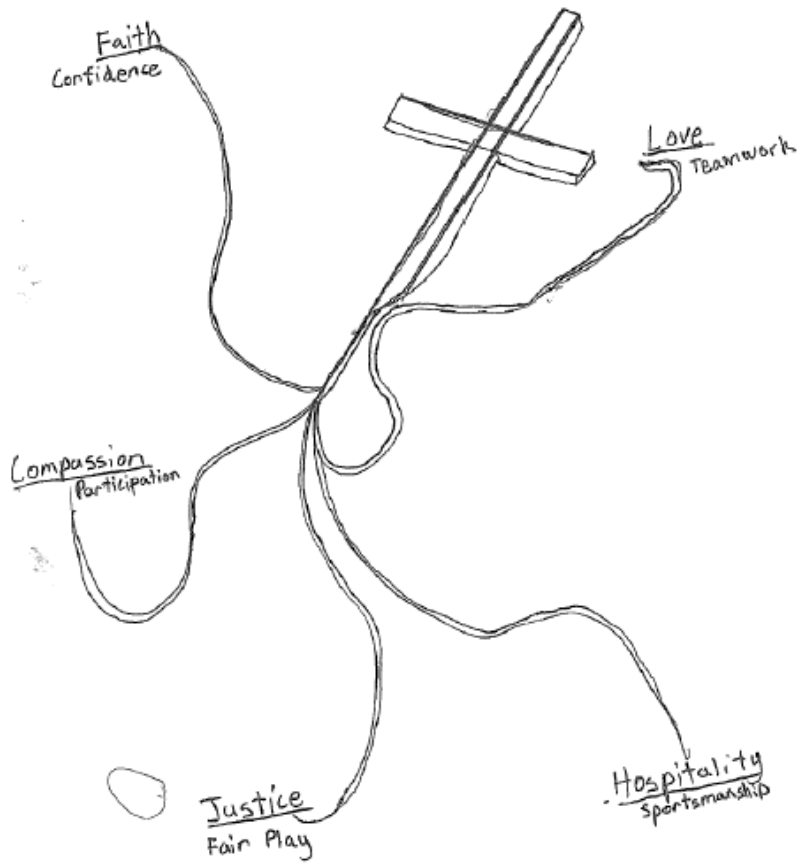 Faith
Confidence
Love
Teamwork
Compassion
Participation
Justice
Fair Play
Hospitality
Sportsmanship